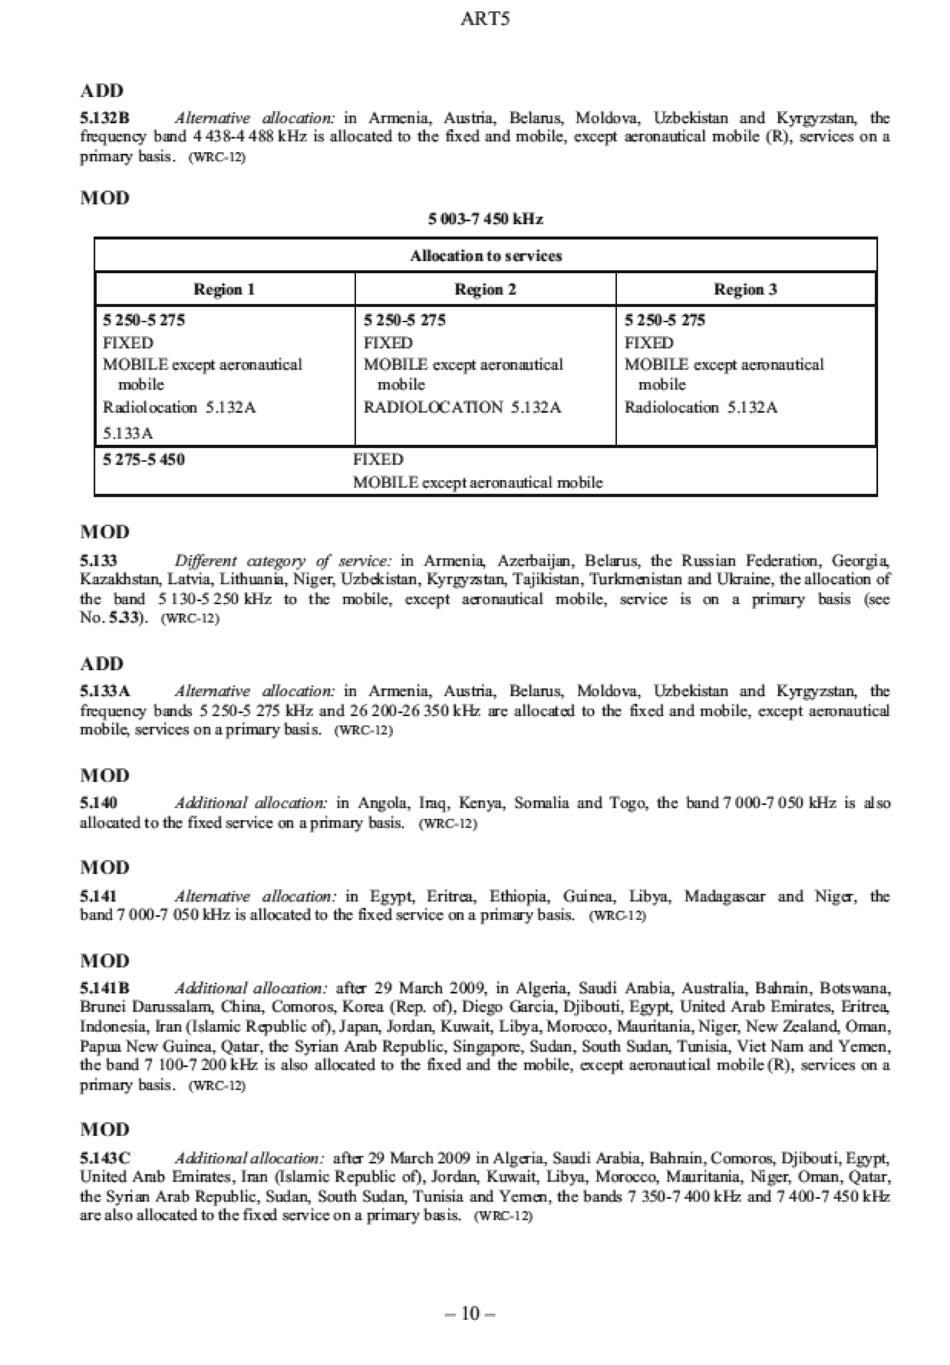 ART5
ADD
5.132B Alternative allocation: in Armenia, Austria, Belarus, Moldova, Uzbekistan and Kyrgyzstan, the
frequency band 4 438-4 488 kHz is allocated to the fixed and mobile, except aeronautical mobile (R), services on a
primary basis. (WRC-12)
MOD
5 003-7 450 kHz
Allocation to services
Region 1 Region 2 Region 3
5 250-5 275 5 250-5 275 5 250-5 275
FIXED FIXED FIXED
MOBILE except aeronautical MOBILE except aeronautical MOBILE except aeronautical
mobile mobile mobile
Radiolocation 5.132A RADIOLOCATION 5.132A Radiolocation 5.132A
5.133A
5 275-5 450 FIXED
MOBILE except aeronautical mobile
MOD
5.133 Different category of service: in Armenia, Azerbaijan, Belarus, the Russian Federation, Georgia,
Kazakhstan, Latvia, Lithuania, Niger, Uzbekistan, Kyrgyzstan, Tajikistan, Turkmenistan and Ukraine, the allocation of
the band 5 130-5 250 kHz to the mobile, except aeronautical mobile, service is on a primary basis (see
No. 5.33). (WRC-12)
ADD
5.133A Alternative allocation: in Armenia, Austria, Belarus, Moldova, Uzbekistan and Kyrgyzstan, the
frequency bands 5 250-5 275 kHz and 26 200-26 350 kHz are allocated to the fixed and mobile, except aeronautical
mobile, services on a primary basis. (WRC-12)
MOD
5.140 Additional allocation: in Angola, Iraq, Kenya, Somalia and Togo, the band 7 000-7 050 kHz is also
allocated to the fixed service on a primary basis. (WRC-12)
MOD
5.141 Alternative allocation: in Egypt, Eritrea, Ethiopia, Guinea, Libya, Madagascar and Niger, the
band 7 000-7 050 kHz is allocated to the fixed service on a primary basis. (WRC-12)
MOD
5.141B Additional allocation: after 29 March 2009, in Algeria, Saudi Arabia, Australia, Bahrain, Botswana,
Brunei Darussalam, China, Comoros, Korea (Rep. of), Diego Garcia, Djibouti, Egypt, United Arab Emirates, Eritrea,
Indonesia, Iran (Islamic Republic of), Japan, Jordan, Kuwait, Libya, Morocco, Mauritania, Niger, New Zealand, Oman,
Papua New Guinea, Qatar, the Syrian Arab Republic, Singapore, Sudan, South Sudan, Tunisia, Viet Nam and Yemen,
the band 7 100-7 200 kHz is also allocated to the fixed and the mobile, except aeronautical mobile (R), services on a
primary basis. (WRC-12)
MOD
5.143C Additional allocation: after 29 March 2009 in Algeria, Saudi Arabia, Bahrain, Comoros, Djibouti, Egypt,
United Arab Emirates, Iran (Islamic Republic of), Jordan, Kuwait, Libya, Morocco, Mauritania, Niger, Oman, Qatar,
the Syrian Arab Republic, Sudan, South Sudan, Tunisia and Yemen, the bands 7 350-7 400 kHz and 7 400-7 450 kHz
are also allocated to the fixed service on a primary basis. (WRC-12)
– 10 –